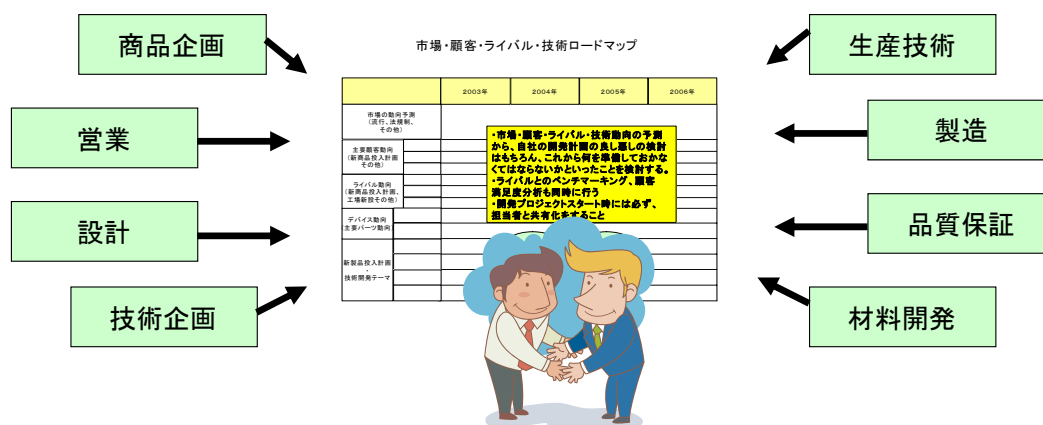 商品企画
営業
設計
技術企画
市場・顧客・ライバル・技術ロードマップ
2003年 2004年 2005年 2006年
市場の動向予測
(流行、法規制、
その他)
主要顧客動向
(新商品投入計画
その他)
ライバル動向
(新商品投入計画、
工場新設その他)
デバイス動向
主要パーツ動向)
新製品投入計画
・
技術開発テーマ
・市場・顧客・ライバル・技術動向の予測
から、自社の開発計画の良し悪しの検討
はもちろん、これから何を準備しておかな
くてはならないかといったことを検討する。
・ライバルとのベンチマーキング、顧客
満足度分析も同時に行う
・開発プロジェクトスタート時には必ず、
担当者と共有化をすること
生産技術
製造
品質保証
材料開発